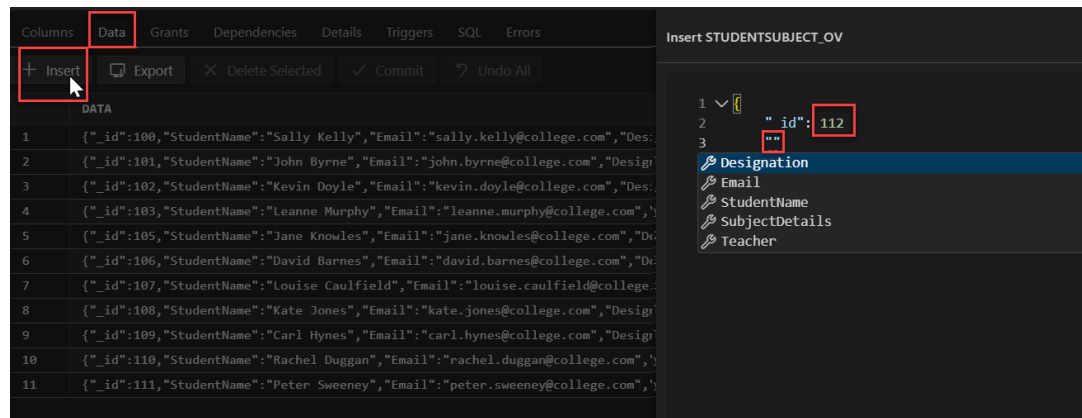 Columns Data Grants Dependencies Details Triggers SQL Errors
+ Insert Export Delete Selected Commit Undo All
DATA
1 {"_id":100,"StudentName":"Sally Kelly","Email":"sally.kelly@college.com","Des
2 {"_id":101,"StudentName":"John Byrne","Email":"john.byrne@college.com","Design
3 {"_id":102,"StudentName":"Kevin Doyle","Email":"kevin.doyle@college.com","Des
4 {"_id":103,"StudentName":"Leanne Murphy","Email":"leanne.murphy@college.com","
5 {"_id":105,"StudentName":"Jane Knowles","Email":"jane.knowles@college.com","De
6 {"_id":106,"StudentName":"David Barnes","Email":"david.barnes@college.com","De
7 {"_id":107,"StudentName":"Louise Caulfield","Email":"louise.caulfield@college.
8 {"_id":108,"StudentName":"Kate Jones","Email":"kate.jones@college.com","Design
9 {"_id":109,"StudentName":"Carl Hynes","Email":"carl.hynes@college.com","Design
10 {"_id":110,"StudentName":"Rachel Duggan","Email":"rachel.duggan@college.com","
11 {"_id":111,"StudentName":"Peter Sweeney","Email":"peter.sweeney@college.com","
Insert STUDENTSUBJECT_OV
1 {
2 "_id": 112
3 ""
Designation
Email
StudentName
SubjectDetails
Teacher